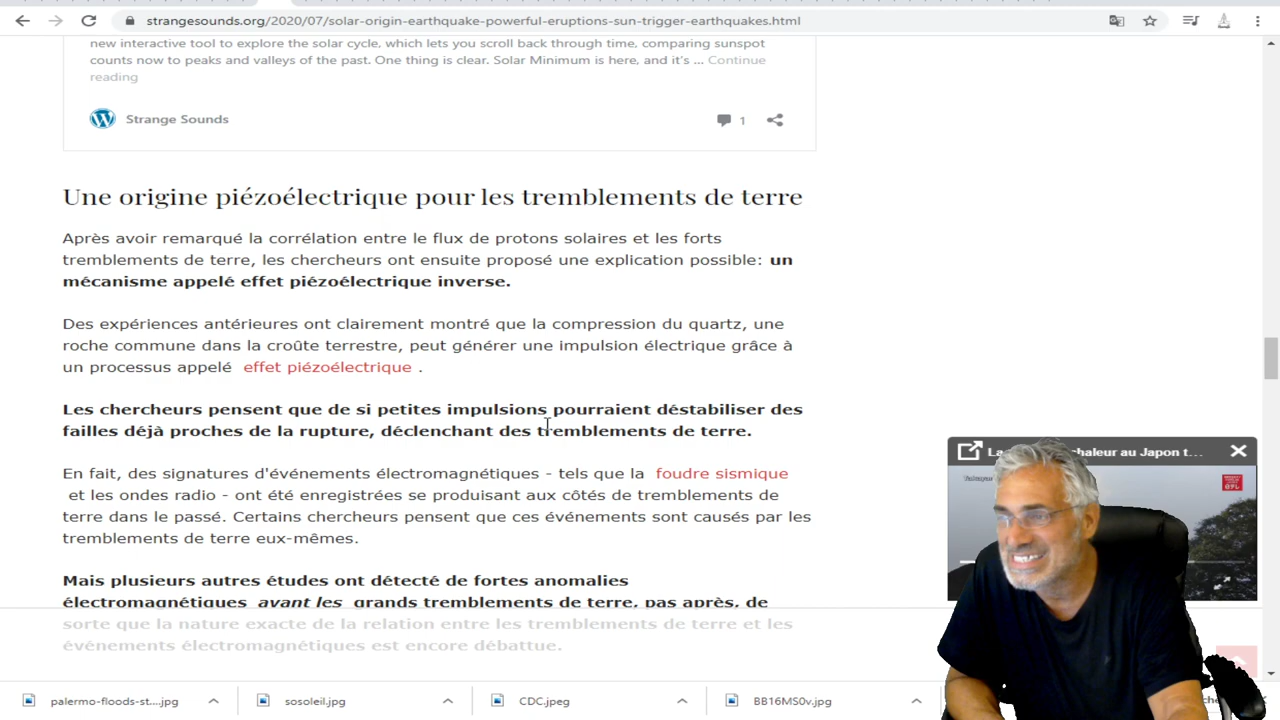 strangesounds.org/2020/07/solar-origin-earthquake-powerful-eruptions-sun-trigger-earthquakes.html
new interactive tool to explore the solar cycle, which lets you scroll back through time, comparing sunspot
counts now to peaks and valleys of the past. One thing is clear. Solar Minimum is here, and it's ... Continue
reading
Strange Sounds
1
Une origine piézoélectrique pour les tremblements de terre
Après avoir remarqué la corrélation entre le flux de protons solaires et les forts
tremblements de terre, les chercheurs ont ensuite proposé une explication possible: un
mécanisme appelé effet piézoélectrique inverse.
Des expériences antérieures ont clairement montré que la compression du quartz, une
roche commune dans la croûte terrestre, peut générer une impulsion électrique grâce à
un processus appelé effet piézoélectrique .
Les chercheurs pensent que de si petites impulsions pourraient déstabiliser des
failles déjà proches de la rupture, déclenchant des tremblements de terre.
En fait, des signatures d'événements électromagnétiques - tels que la foudre sismique
et les ondes radio - ont été enregistrées se produisant aux côtés de tremblements de
terre dans le passé. Certains chercheurs pensent que ces événements sont causés par les
tremblements de terre eux-mêmes.
Mais plusieurs autres études ont détecté de fortes anomalies
électromagnétiques avant les grands tremblements de terre, pas après, de
sorte que la nature exacte de la relation entre les tremblements de terre et les
événements électromagnétiques est encore débattue.
La chaleur au Japon t...
palermo-floods-st....jpg
sosoleil.jpg
CDC.jpeg
BB16MS0v.jpg